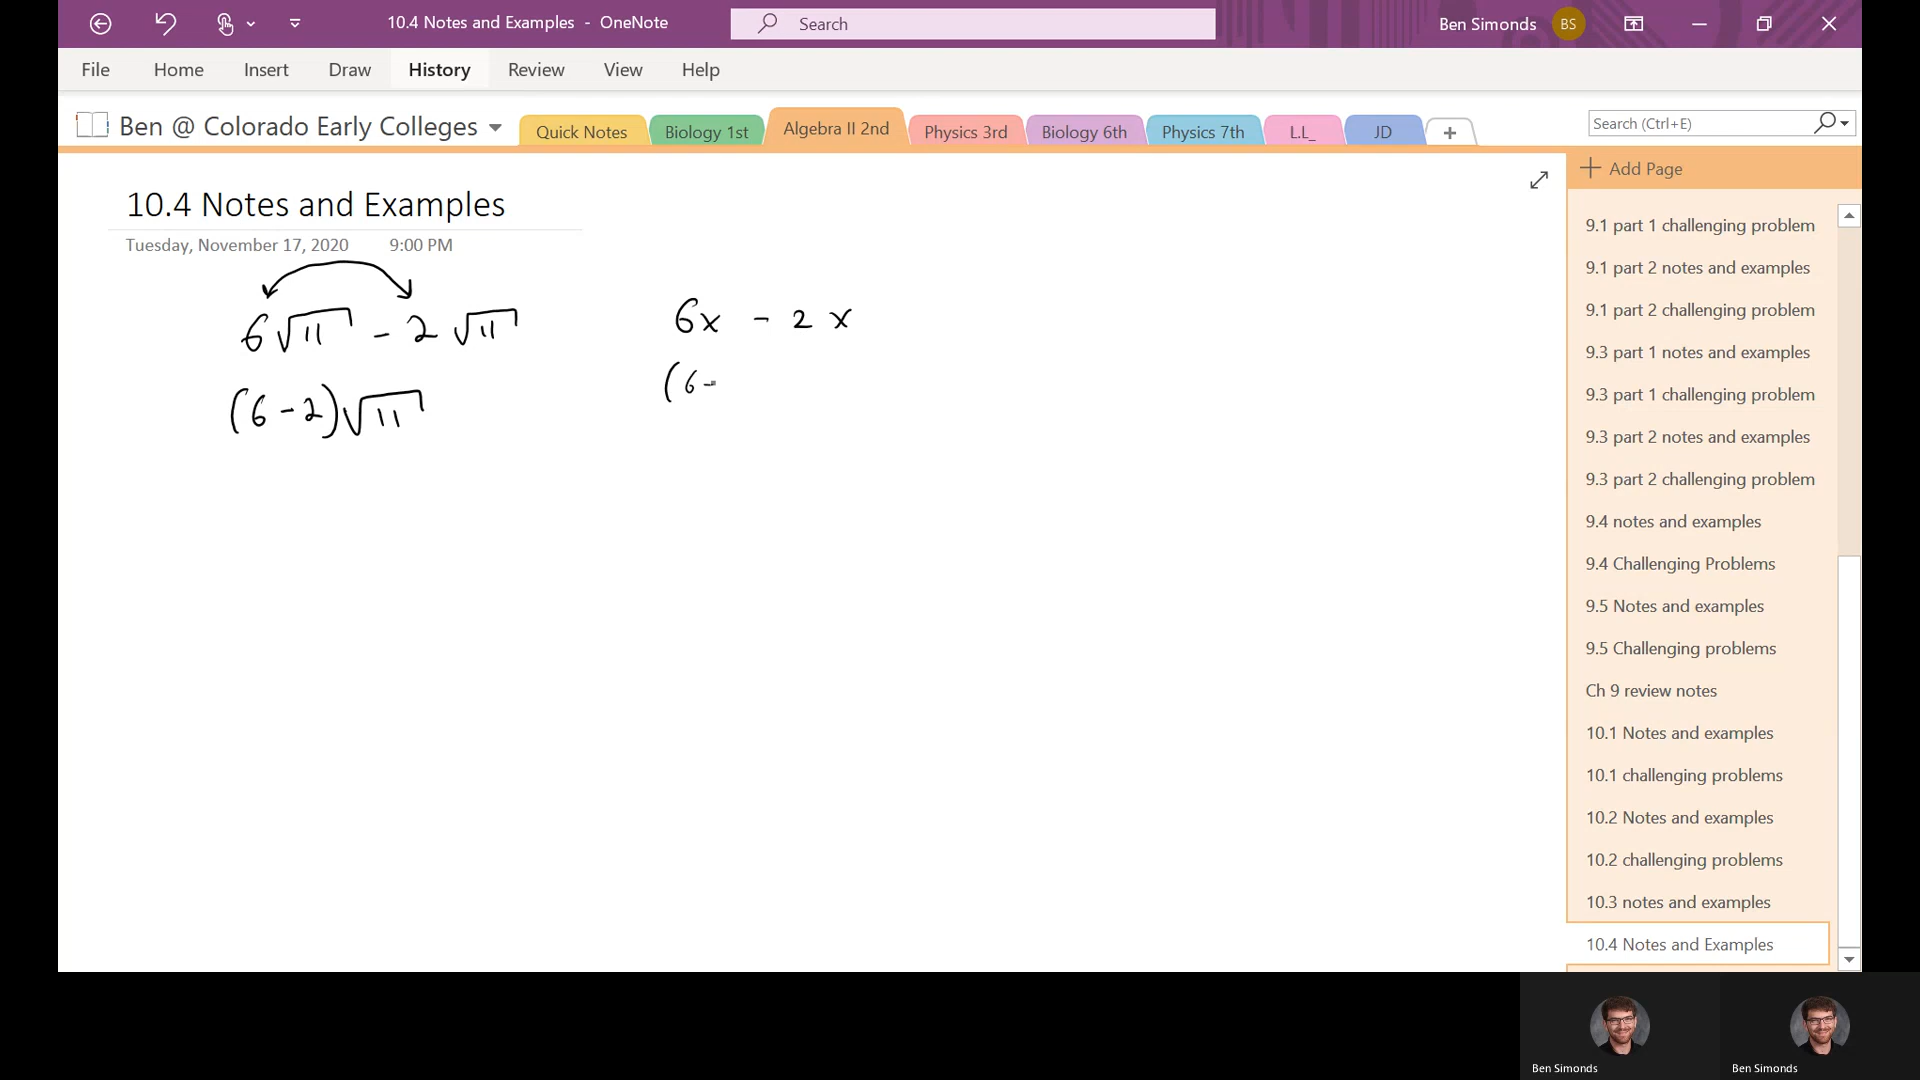 10.4 Notes and Examples - OneNote
Search
Ben Simonds
BS
File Home Insert Draw History Review View Help
Ben @ Colorado Early Colleges
Quick Notes Biology 1st Algebra II 2nd Physics 3rd Biology 6th Physics 7th L.L_ JD +
Search (Ctrl+E)
Add Page
10.4 Notes and Examples
Tuesday, November 17, 2020 9:00 PM
6√11 - 2√11
6x - 2x
(6-2)√11
(6-
9.1 part 1 challenging problem
9.1 part 2 notes and examples
9.1 part 2 challenging problem
9.3 part 1 notes and examples
9.3 part 1 challenging problem
9.3 part 2 notes and examples
9.3 part 2 challenging problem
9.4 notes and examples
9.4 Challenging Problems
9.5 Notes and examples
9.5 Challenging problems
Ch 9 review notes
10.1 Notes and examples
10.1 challenging problems
10.2 Notes and examples
10.2 challenging problems
10.3 notes and examples
10.4 Notes and Examples
Ben Simonds
Ben Simonds